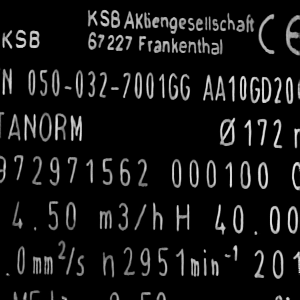 KSB KSB Aktiengesellschaft CE
67227 Frankenthal
N 050-032-7001GG AA10GD20
TANORM Ø172
972971562 000100
4.50 m3/h H 40.00
.0mm²/s n2951min⁻¹ 201